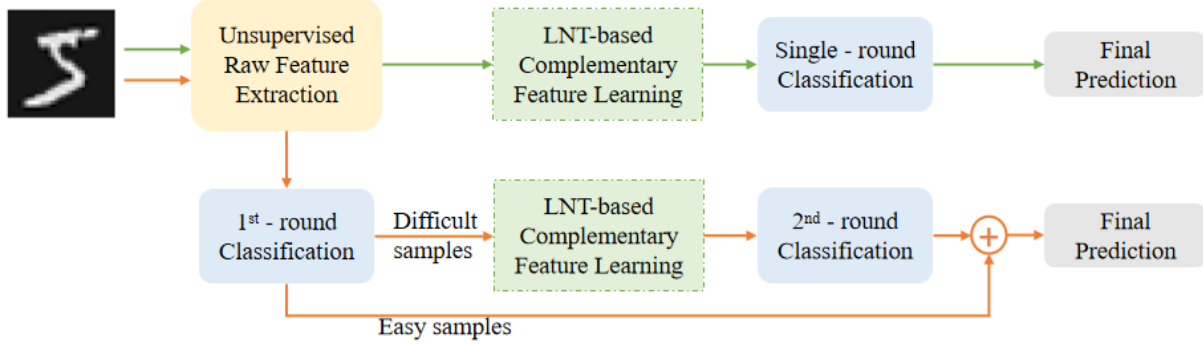 Unsupervised
Raw Feature
Extraction
LNT-based
Complementary
Feature Learning
Single - round
Classification
Final
Prediction
1st - round
Classification
Difficult
samples
LNT-based
Complementary
Feature Learning
2nd - round
Classification
+
Final
Prediction
Easy samples